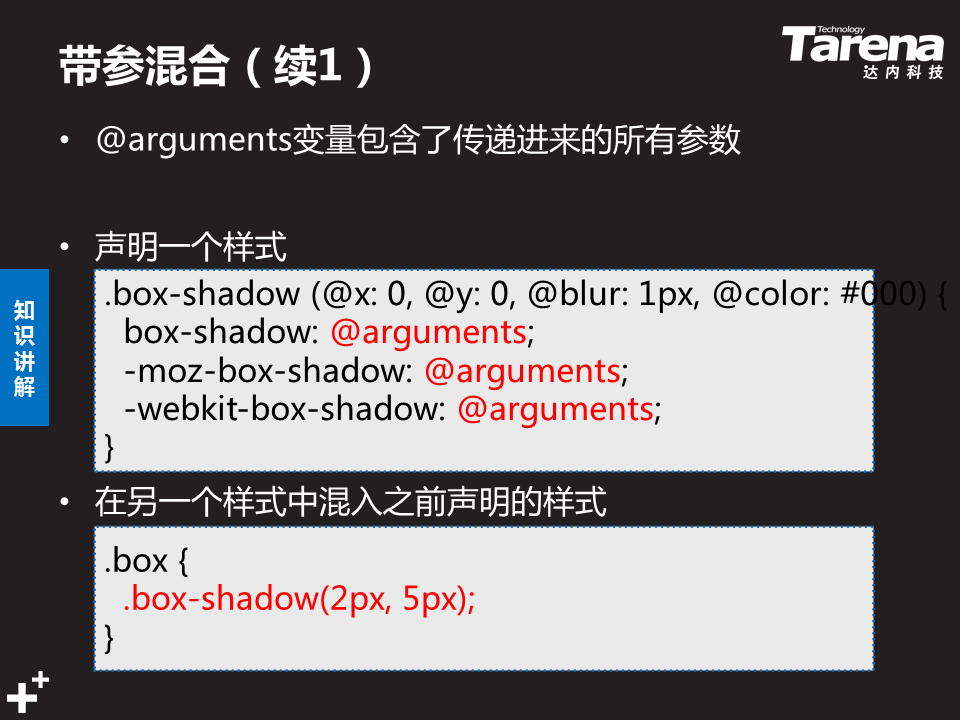 带参混合（续1）
Technology
Tarena
达内科技
• @arguments变量包含了传递进来的所有参数
• 声明一个样式
知识讲解
.box-shadow (@x: 0, @y: 0, @blur: 1px, @color: #000) {
box-shadow: @arguments;
-moz-box-shadow: @arguments;
-webkit-box-shadow: @arguments;
}
• 在另一个样式中混入之前声明的样式
.box {
.box-shadow(2px, 5px);
}